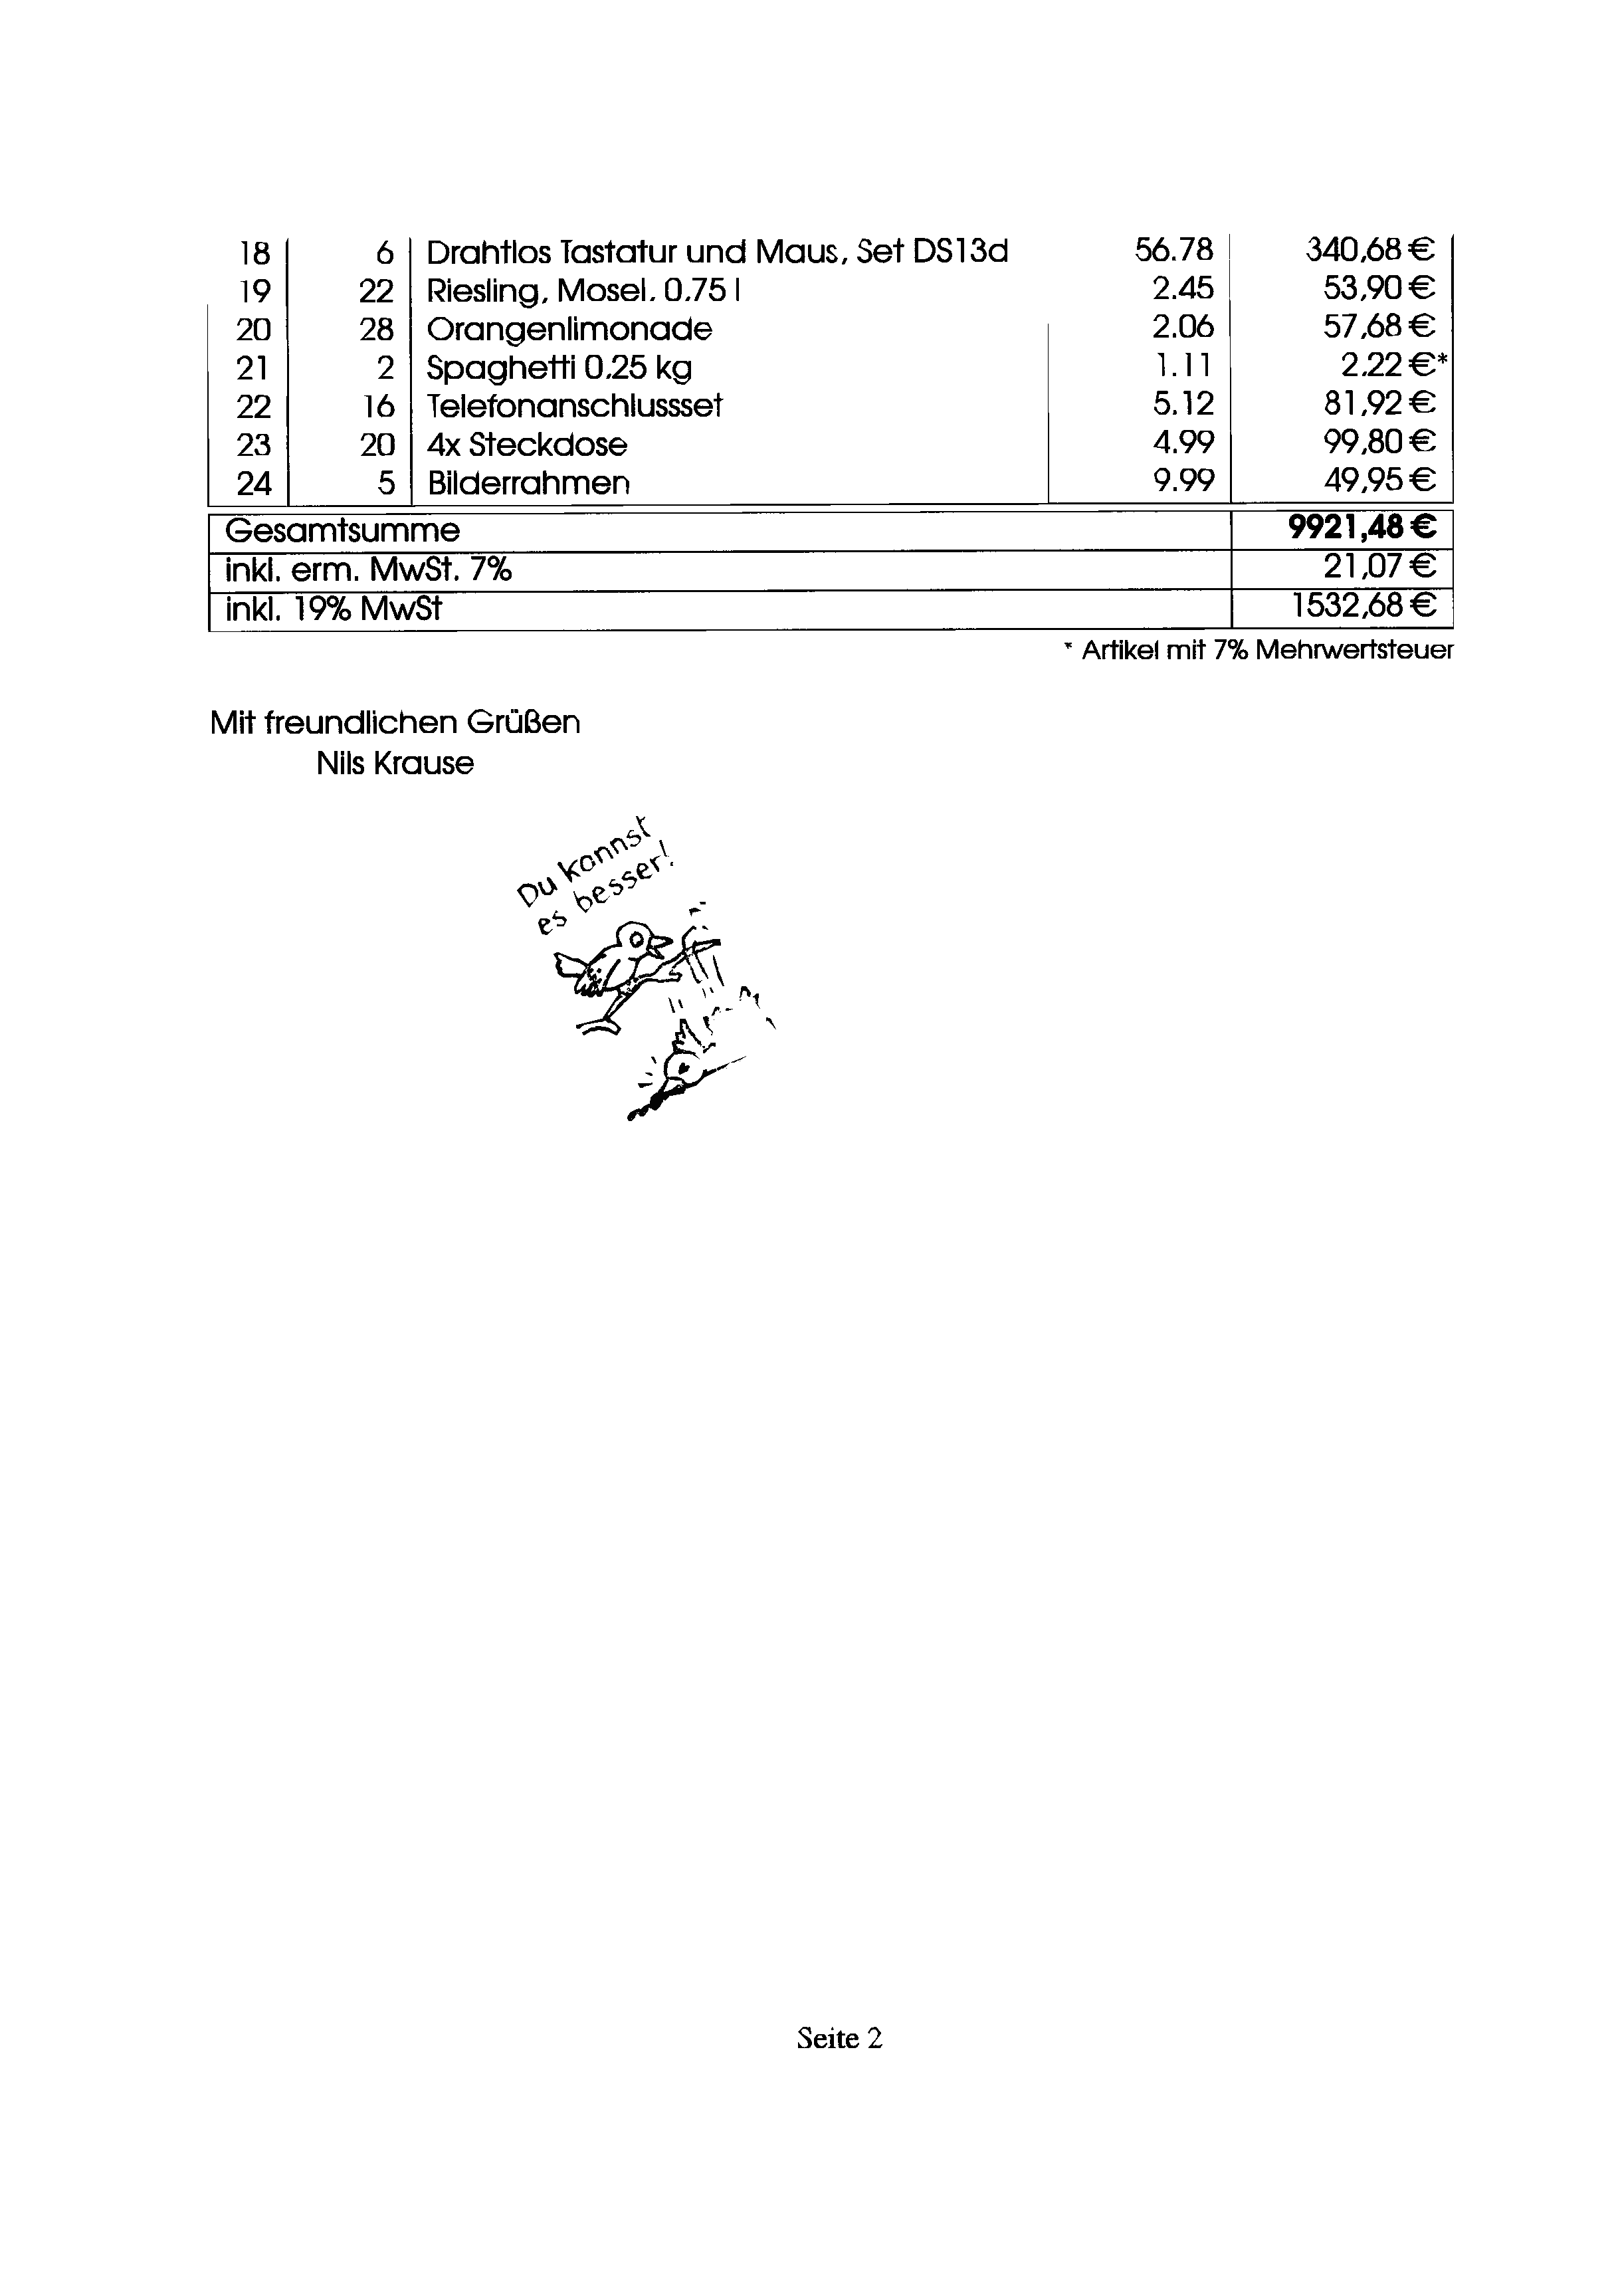 18 6 Drahtlos Tastatur und Maus, Set DS13d 56.78 340,68 €
19 22 Riesling, Mosel, 0,75 l 2.45 53,90 €
20 28 Orangenlimonade 2.06 57,68 €
21 2 Spaghetti 0,25 kg 1.11 2,22 €*
22 16 Telefonanschlussset 5.12 81,92 €
23 20 4x Steckdose 4.99 99,80 €
24 5 Bilderrahmen 9.99 49,95 €
Gesamtsumme 9921,48 €
inkl. erm. MwSt. 7% 21,07 €
inkl. 19% MwSt 1532,68 €
* Artikel mit 7% Mehrwertsteuer
Mit freundlichen Grüßen
Nils Krause
Du kannst
es besser!
Seite 2